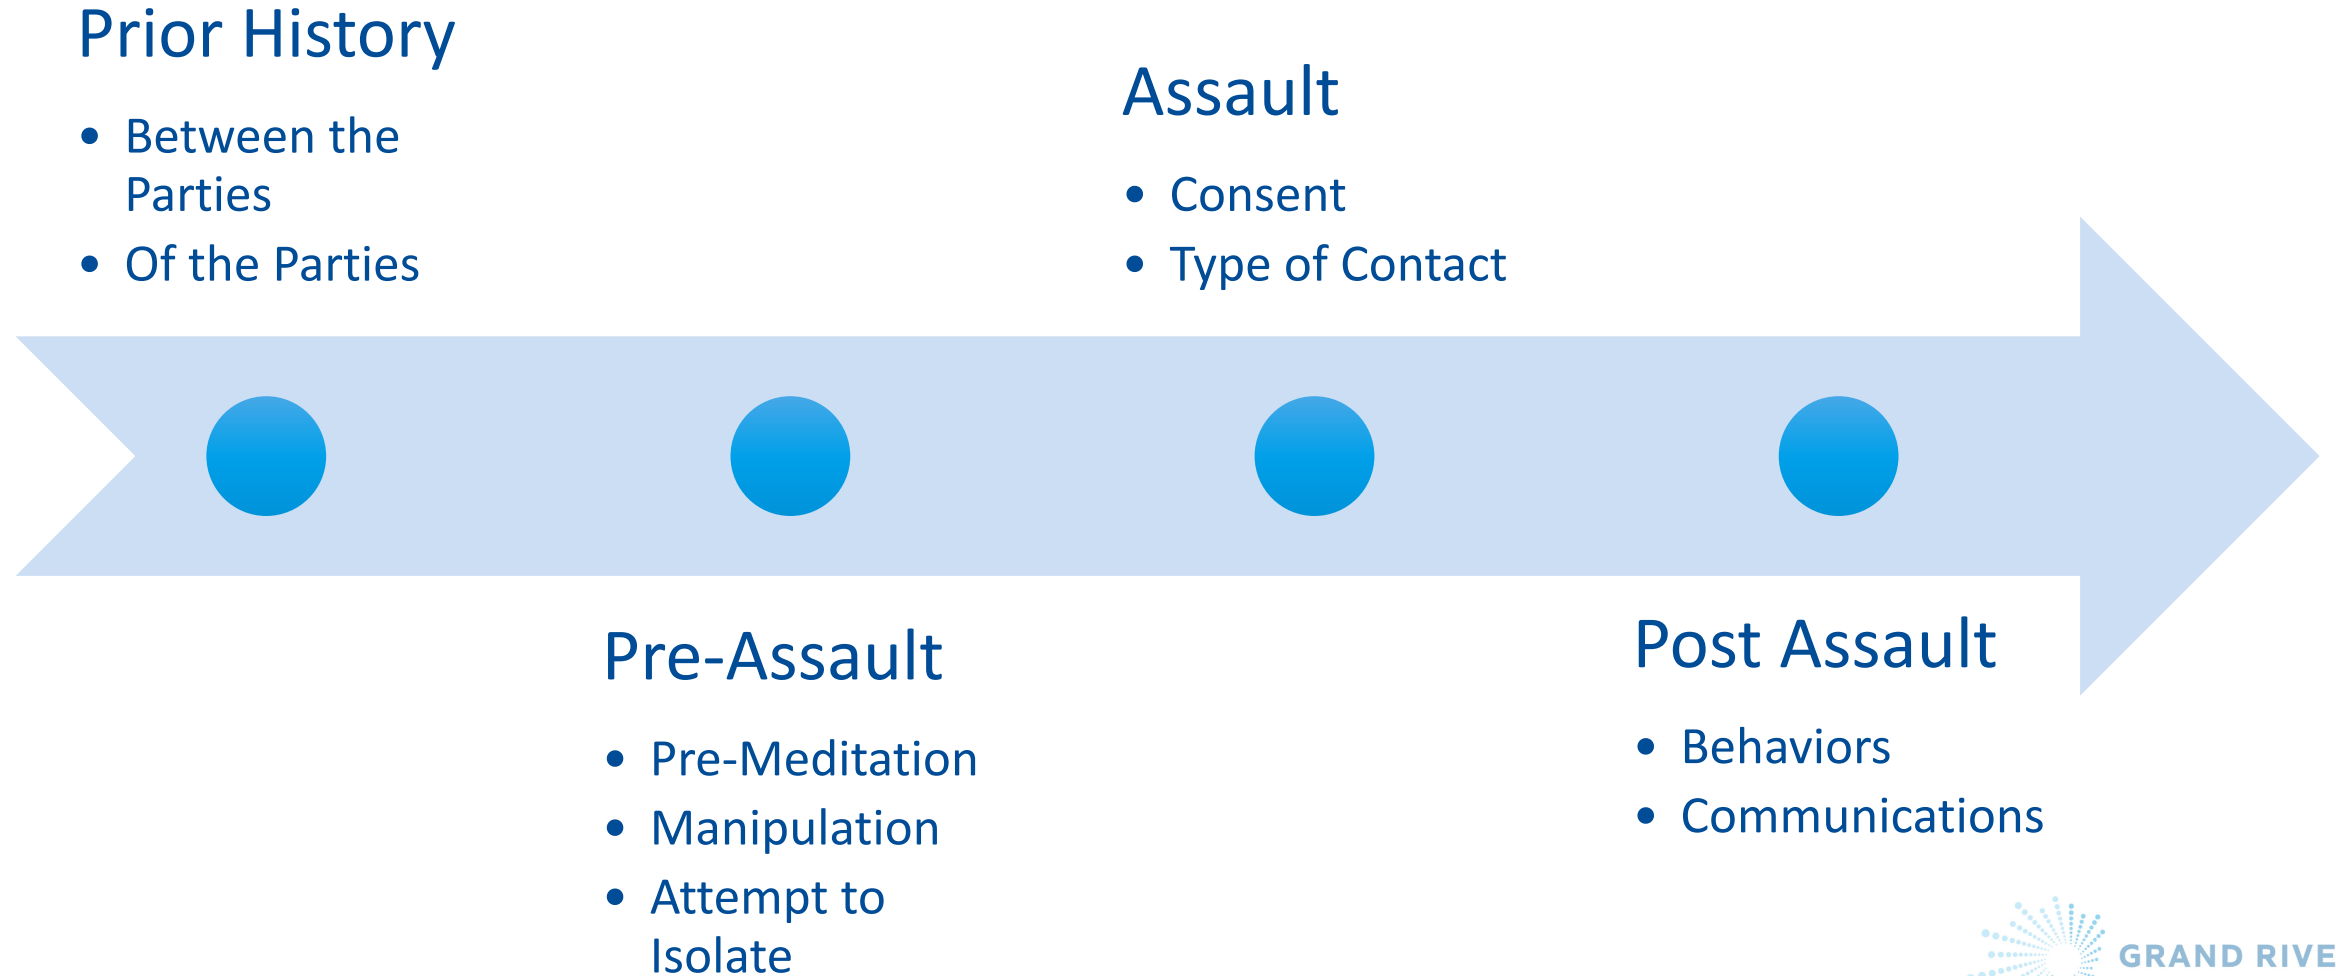 Prior History
• Between the
Parties
• Of the Parties
Assault
• Consent
• Type of Contact
Pre-Assault
• Pre-Meditation
• Manipulation
• Attempt to
Isolate
Post Assault
• Behaviors
• Communications
GRAND RIVE